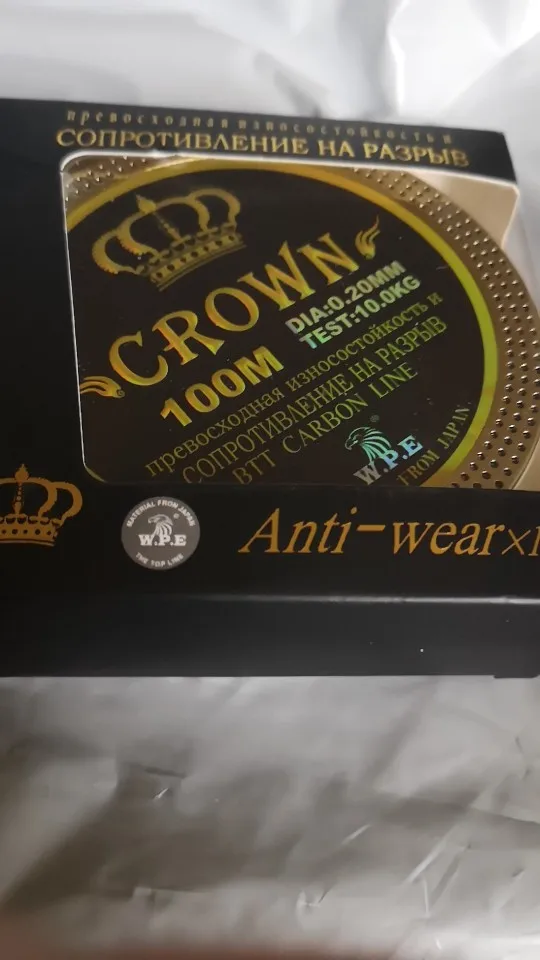 превосходная износостойкость и
СОПРОТИВЛЕНИЕ НА РАЗРЫВ
CROWN
100M
DIA:0.20MM
TEST:10.0KG
превосходная износостойкость и
СОПРОТИВЛЕНИЕ НА РАЗРЫВ
BTT CARBON LINE
®
W.P.E
FROM JAPAN
MATERIAL FROM JAPAN
W.P.E
THE TOP LINE
Anti-wear×1